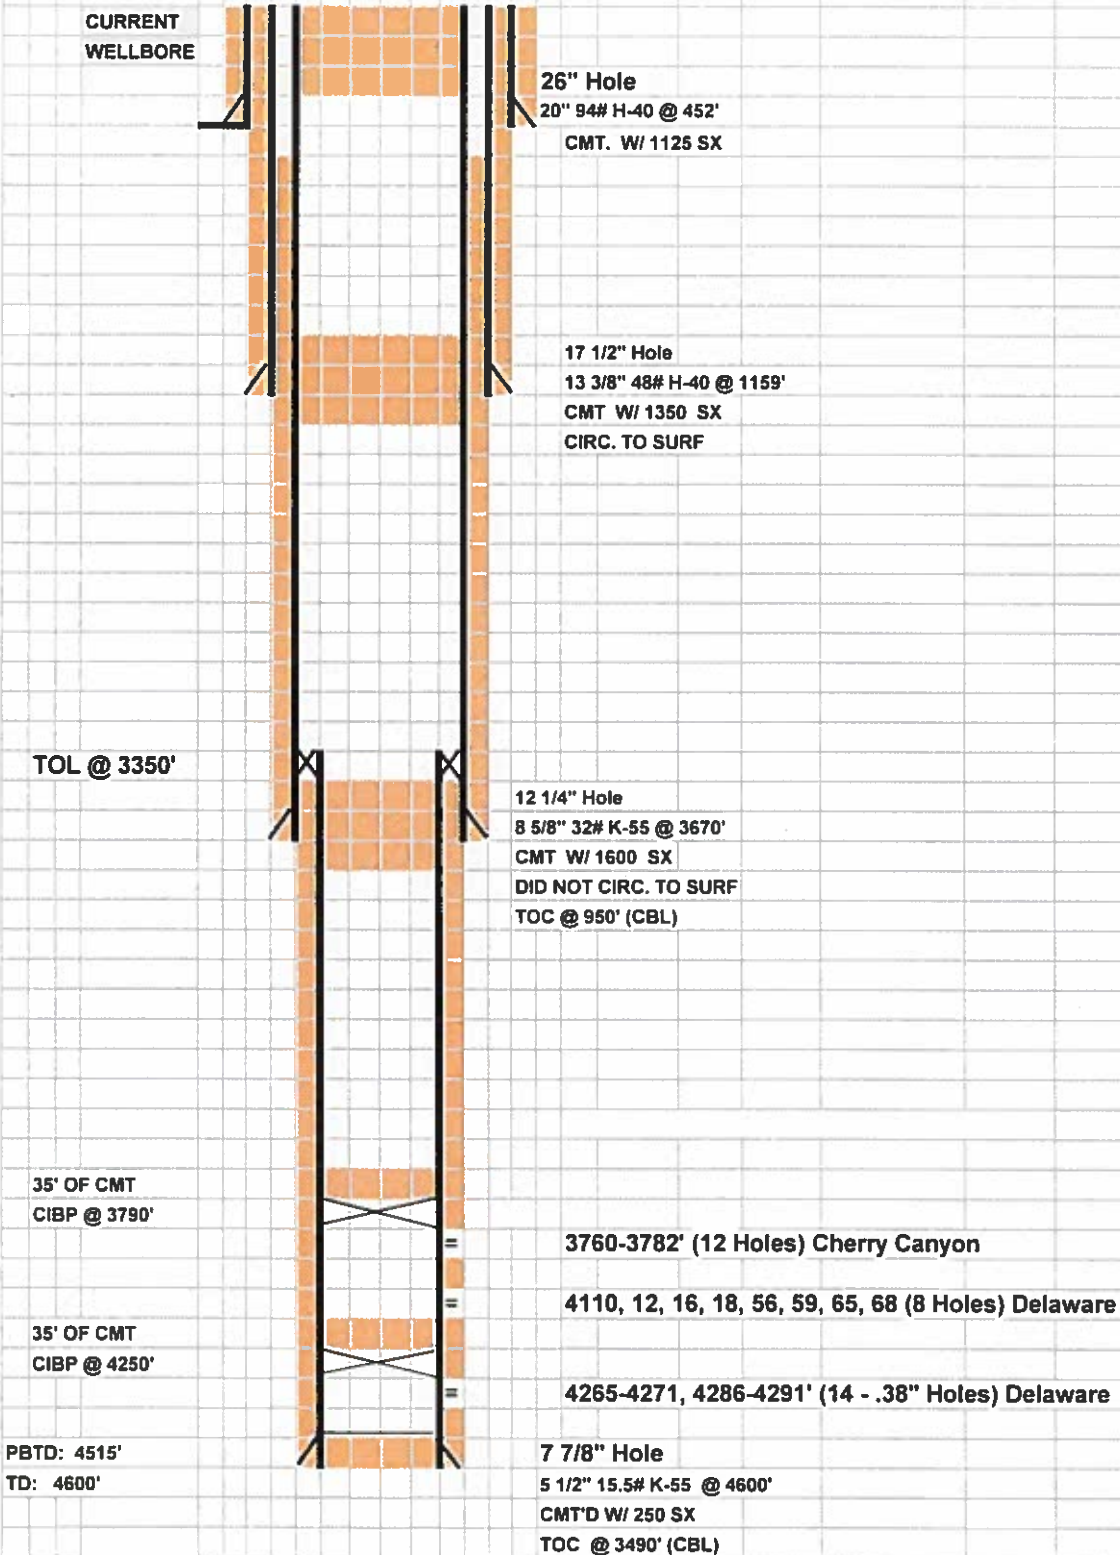 CURRENT
WELLBORE
26" Hole
20" 94# H-40 @ 452'
CMT. W/ 1125 SX
17 1/2" Hole
13 3/8" 48# H-40 @ 1159'
CMT W/ 1350 SX
CIRC. TO SURF
TOL @ 3350'
12 1/4" Hole
8 5/8" 32# K-55 @ 3670'
CMT W/ 1600 SX
DID NOT CIRC. TO SURF
TOC @ 950' (CBL)
35' OF CMT
CIBP @ 3790'
3760-3782' (12 Holes) Cherry Canyon
4110, 12, 16, 18, 56, 59, 65, 68 (8 Holes) Delaware
35' OF CMT
CIBP @ 4250'
4265-4271, 4286-4291' (14 - .38" Holes) Delaware
PBTD: 4515'
TD: 4600'
7 7/8" Hole
5 1/2" 15.5# K-55 @ 4600'
CMT'D W/ 250 SX
TOC @ 3490' (CBL)